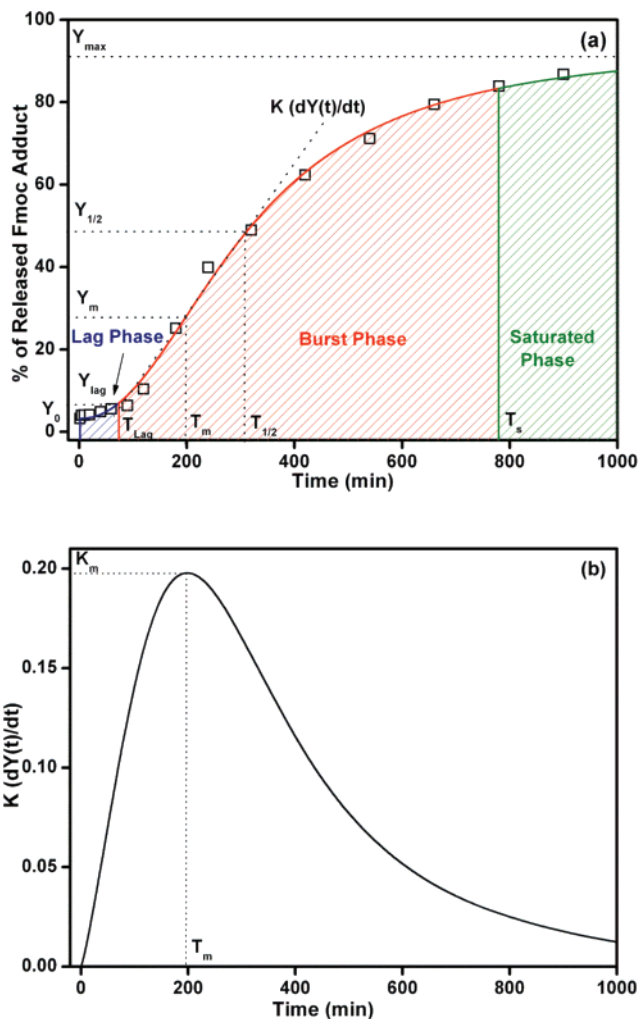 (a)
100
80
60
40
20
0
% of Released Fmoc Adduct
Ymax
K (dY(t)/dt)
Y1/2
Ym
Lag Phase
Burst Phase
Saturated
Phase
Ylag
Y0
TLag
Tm
T1/2
Ts
0 200 400 600 800 1000
Time (min)
(b)
Km
0.20
0.15
0.10
0.05
0.00
K (dY(t)/dt)
Tm
0 200 400 600 800 1000
Time (min)